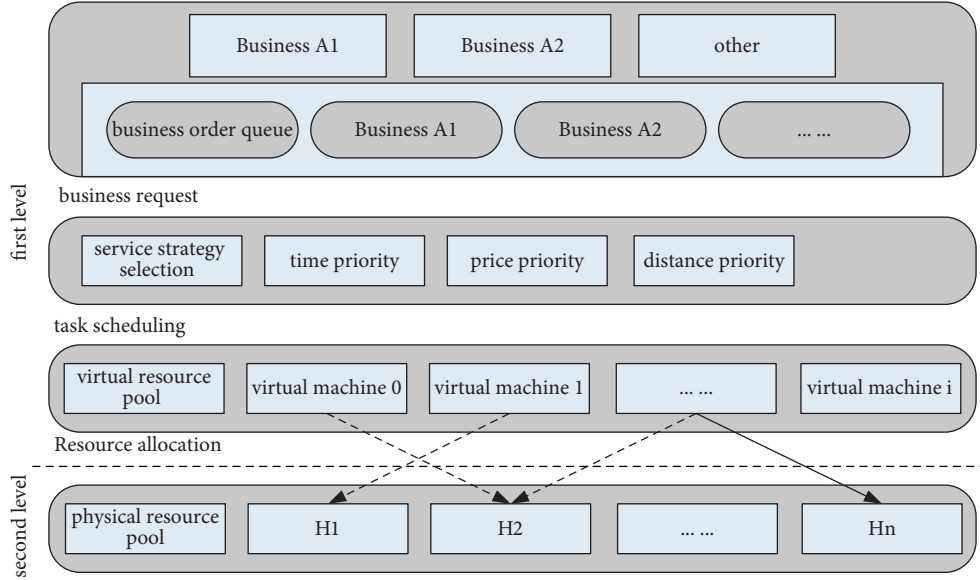 Business A1
Business A2
other
business order queue
Business A1
Business A2
... ...
business request
first level
service strategy
selection
time priority
price priority
distance priority
task scheduling
virtual resource
pool
virtual machine 0
virtual machine 1
... ...
virtual machine i
Resource allocation
second level
physical resource
pool
H1
H2
... ...
Hn